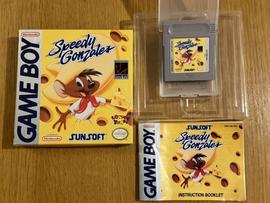 GAME BOY
Nintendo
Speedy
Gonzales
SUNSOFT
Speedy
Gonzales
GAME BOY
SUNSOFT
Speedy
Gonzales
INSTRUCTION BOOKLET